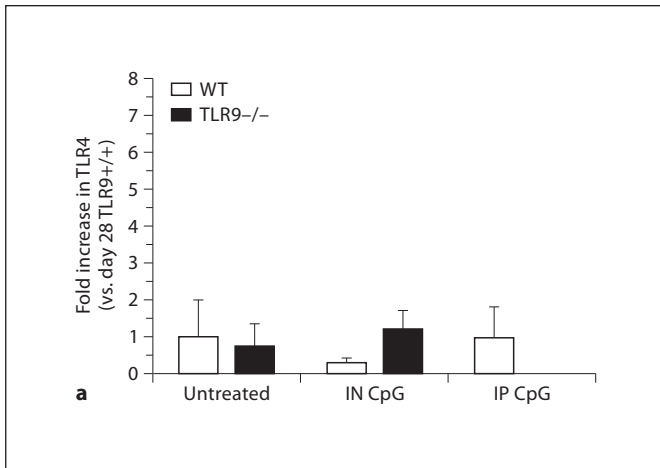 8
7
6
5
4
3
2
1
0
Fold increase in TLR4
(vs. day 28 TLR9+/+)
WT
TLR9–/–
Untreated
IN CpG
IP CpG
a